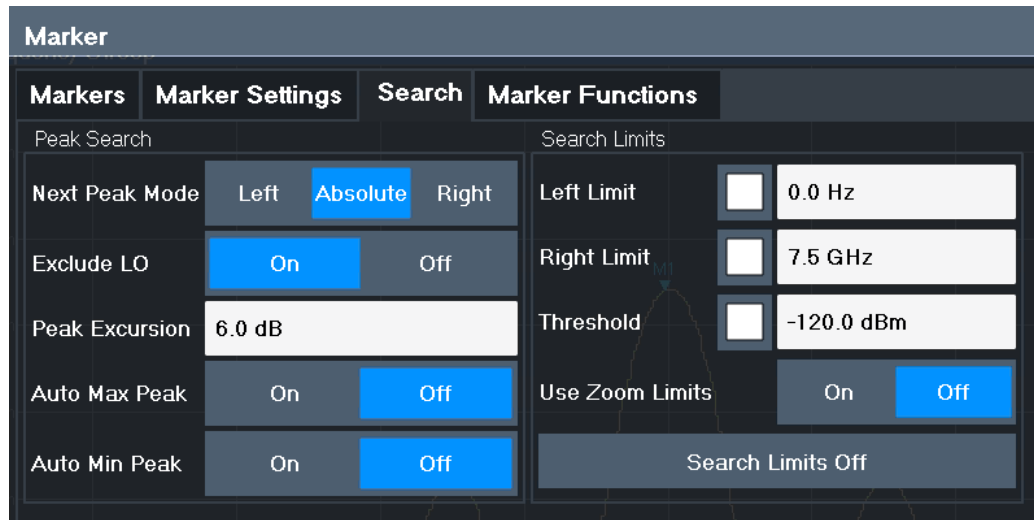 Marker
Markers Marker Settings Search Marker Functions
Peak Search
Next Peak Mode Left Absolute Right
Exclude LO On Off
Peak Excursion 6.0 dB
Auto Max Peak On Off
Auto Min Peak On Off
Search Limits
Left Limit 0.0 Hz
Right Limit 7.5 GHz
M1
Threshold -120.0 dBm
Use Zoom Limits On Off
Search Limits Off